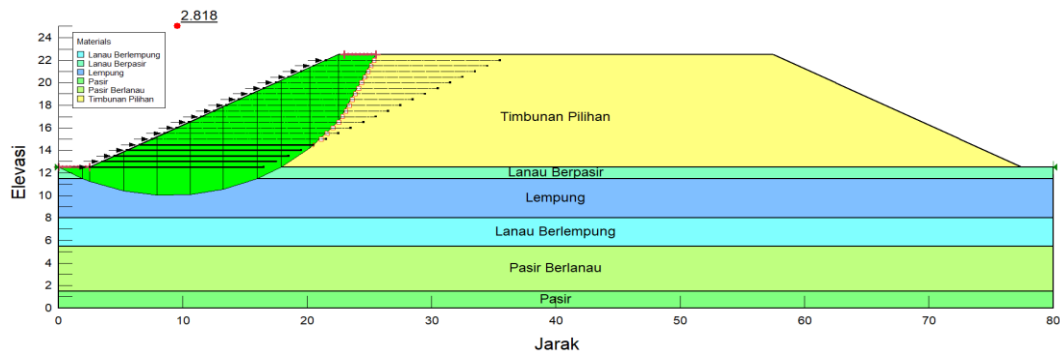 2.818
Elevasi
24
22
20
18
16
14
12
10
8
6
4
2
0
Materials
Lanau Berlempung
Lanau Berpasir
Lempung
Pasir
Pasir Berlanau
Timbunan Pilihan
Timbunan Pilihan
Lanau Berpasir
Lempung
Lanau Berlempung
Pasir Berlanau
Pasir
0 10 20 30 40 50 60 70 80
Jarak